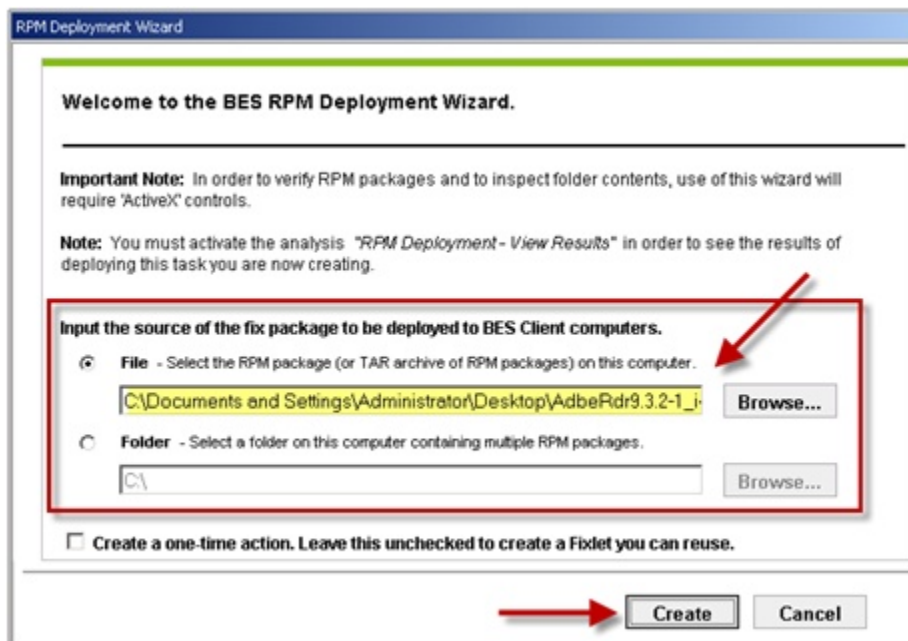 RPM Deployment Wizard
Welcome to the BES RPM Deployment Wizard.
Important Note: In order to verify RPM packages and to inspect folder contents, use of this wizard will
require 'ActiveX' controls.
Note: You must activate the analysis "RPM Deployment - View Results" in order to see the results of
deploying this task you are now creating.
Input the source of the fix package to be deployed to BES Client computers.
File - Select the RPM package (or TAR archive of RPM packages) on this computer.
C:\Documents and Settings\Administrator\Desktop\AdbeRdr9.3.2-1_i
Browse...
Folder - Select a folder on this computer containing multiple RPM packages.
C:\
Browse...
Create a one-time action. Leave this unchecked to create a Fixlet you can reuse.
Create
Cancel